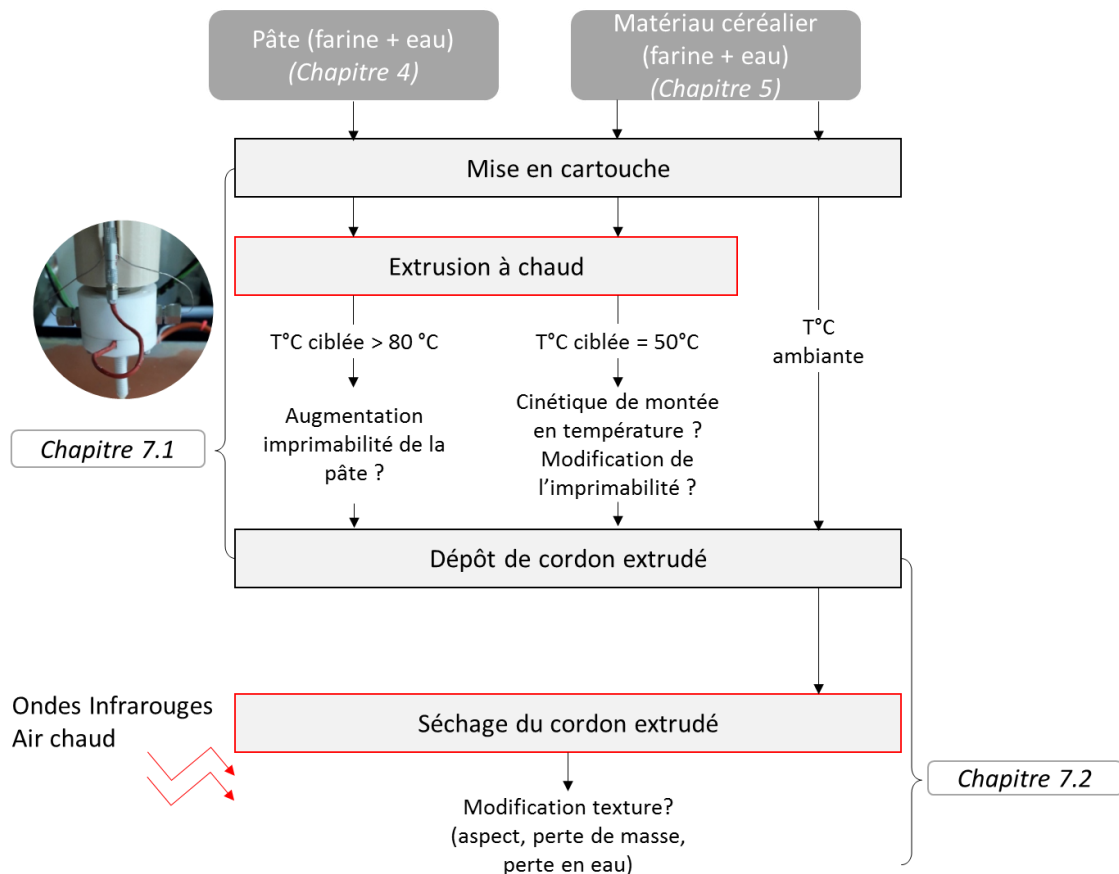 Pâte (farine + eau)
(Chapitre 4)
Matériau céréalier
(farine + eau)
(Chapitre 5)
Mise en cartouche
Extrusion à chaud
T°C ciblée > 80 °C
T°C ciblée = 50°C
T°C
ambiante
Augmentation
imprimabilité de la
pâte ?
Cinétique de montée
en température ?
Modification de
l’imprimabilité ?
Chapitre 7.1
Dépôt de cordon extrudé
Ondes Infrarouges
Air chaud
Séchage du cordon extrudé
Chapitre 7.2
Modification texture?
(aspect, perte de masse,
perte en eau)